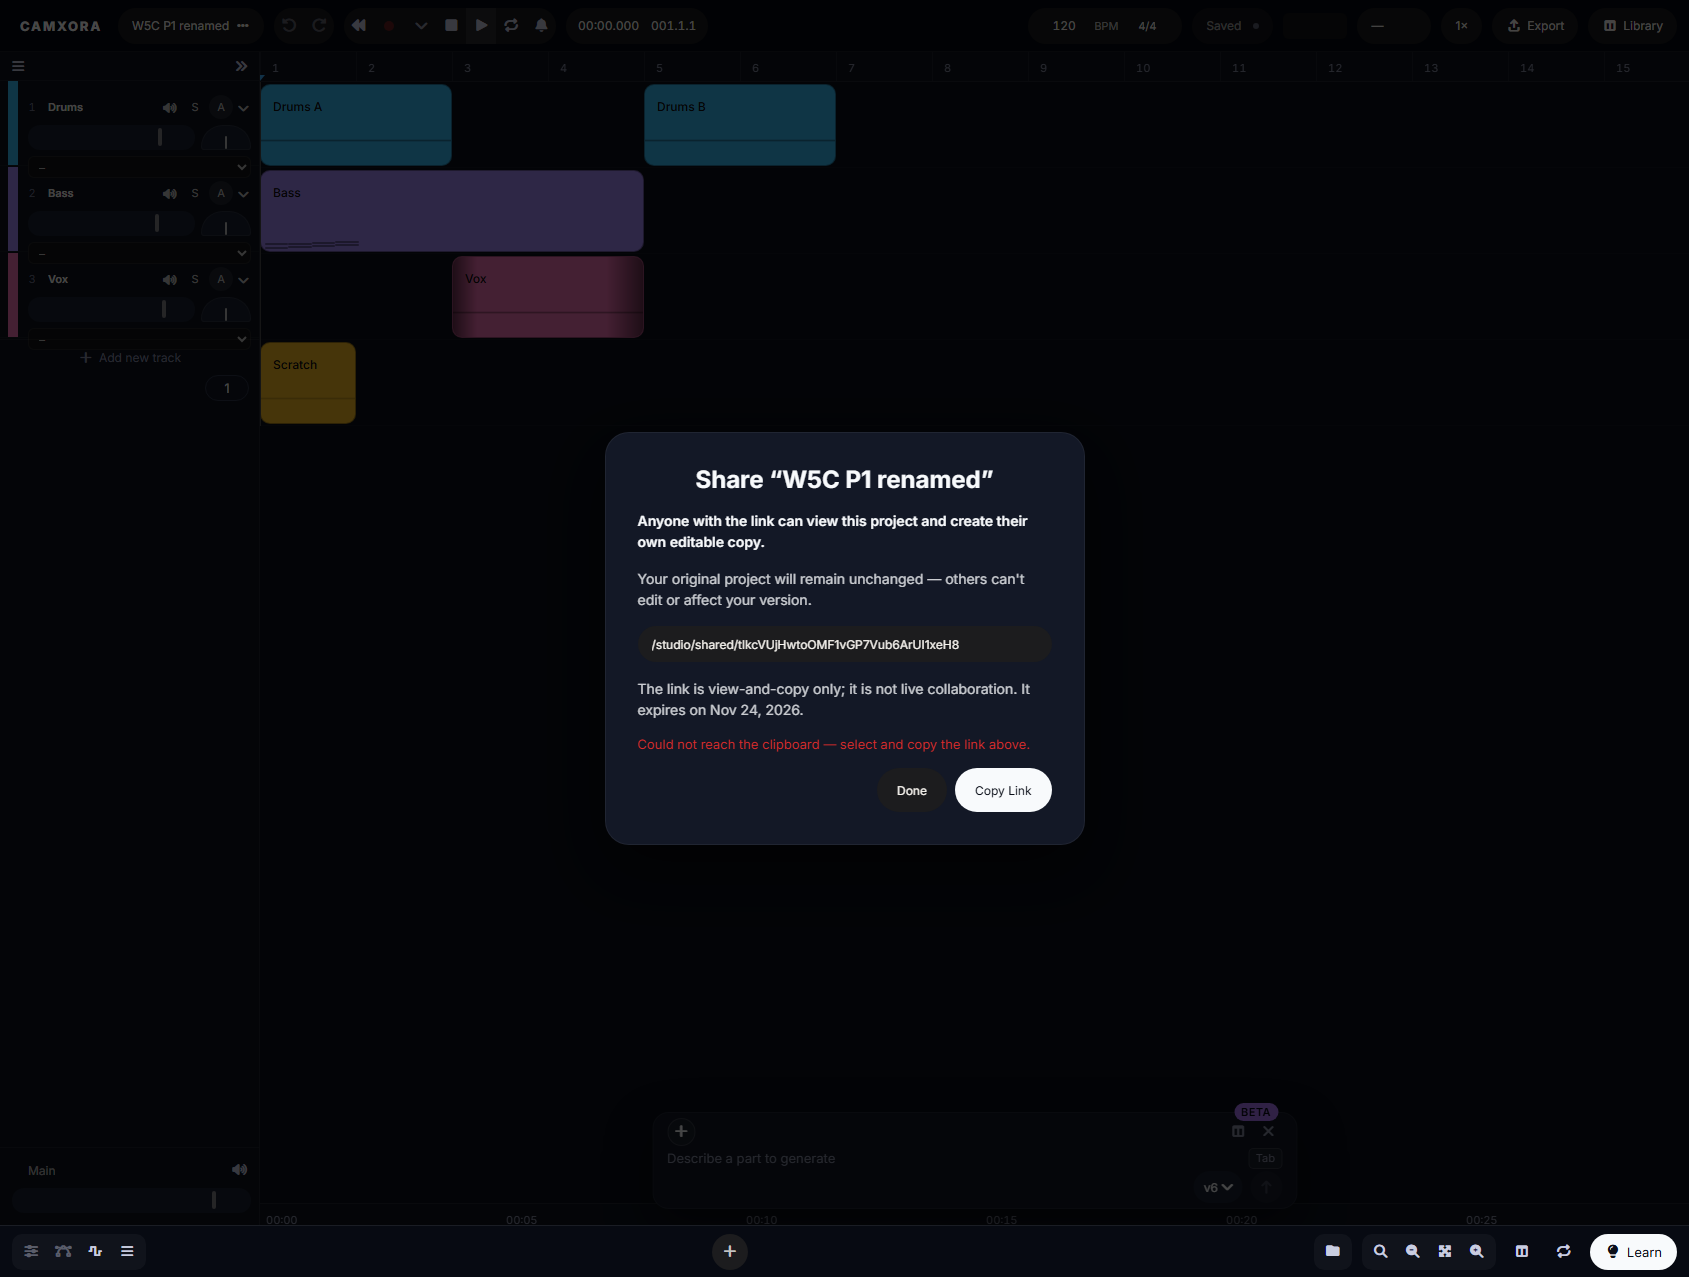 CAMXORA W5C P1 renamed 00:00.000 001.1.1 120 BPM 4/4 Saved — 1× Export Library
1 2 3 4 5 6 7 8 9 10 11 12 13 14 15
1 Drums S A
–
2 Bass S A
–
3 Vox S A
–
Add new track
1
Drums A Drums B
Bass
Vox
Scratch
Share “W5C P1 renamed”
Anyone with the link can view this project and create their
own editable copy.
Your original project will remain unchanged — others can't
edit or affect your version.
The link is view-and-copy only; it is not live collaboration. It
expires on Nov 24, 2026.
Could not reach the clipboard — select and copy the link above.
Done Copy Link
BETA
Describe a part to generate Tab
v6
Main
00:00 00:05 00:10 00:15 00:20 00:25
Learn